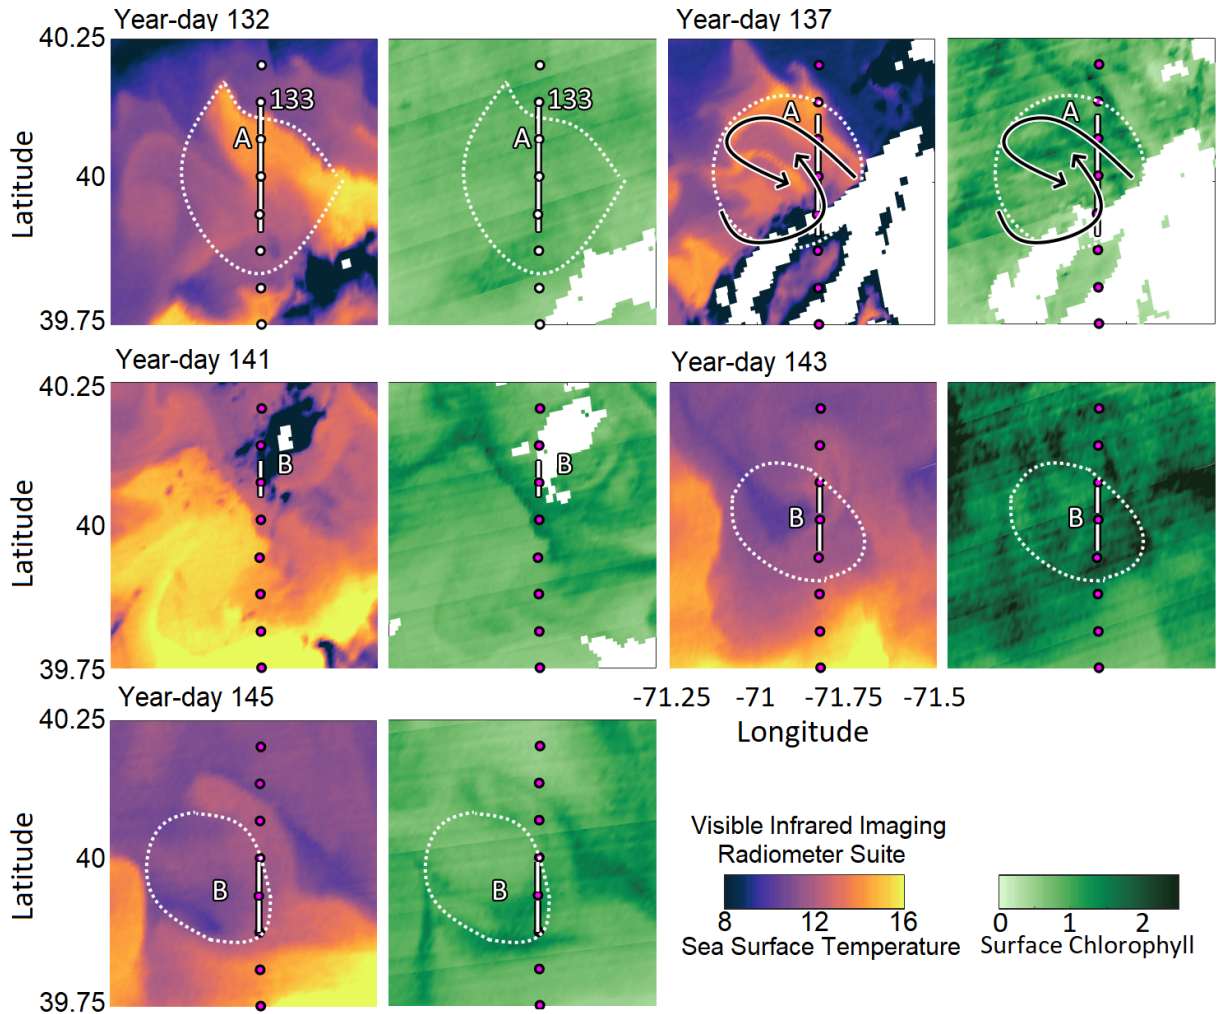 Year-day 132
Year-day 137
40.25
40
39.75
Latitude
133
A
133
A
A
A
Year-day 141
Year-day 143
40.25
40
39.75
Latitude
B
B
B
B
Year-day 145
40.25
40
39.75
Latitude
B
B
-71.25 -71 -71.75 -71.5
Longitude
Visible Infrared Imaging
Radiometer Suite
8 12 16
Sea Surface Temperature
0 1 2
Surface Chlorophyll